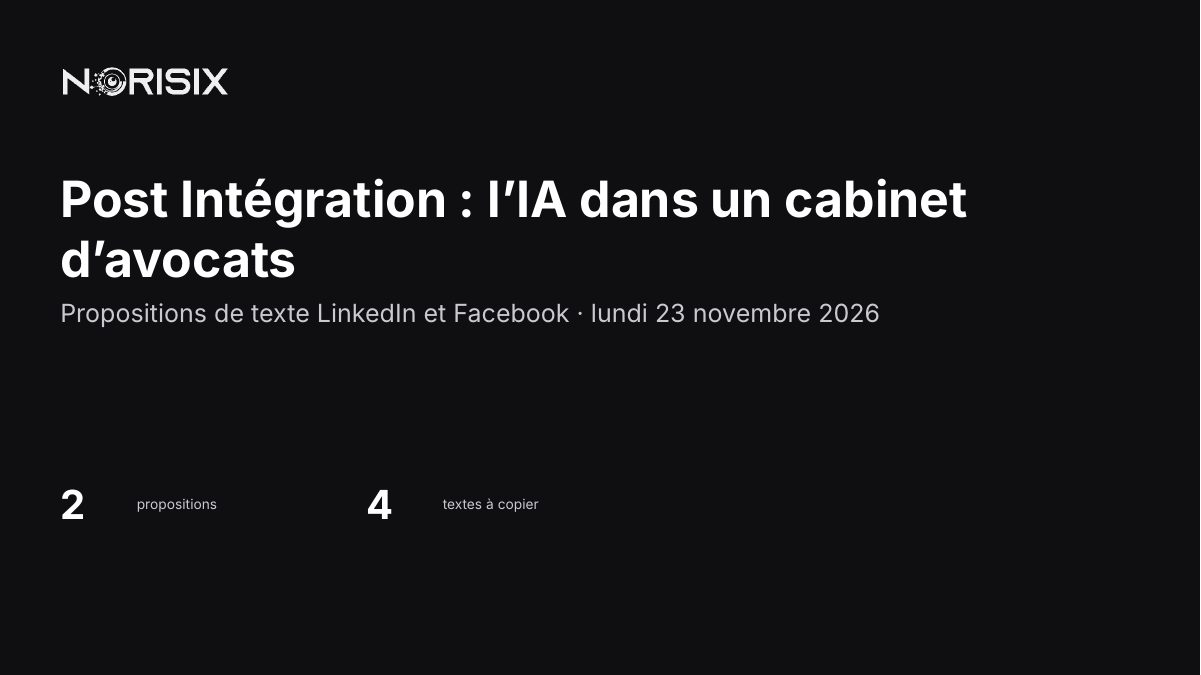 NORISIX
Post Intégration : l’IA dans un cabinet
d’avocats
Propositions de texte LinkedIn et Facebook · lundi 23 novembre 2026
2 propositions 4 textes à copier